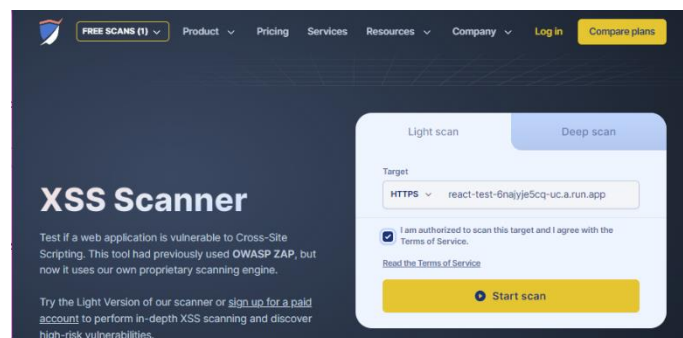 FREE SCANS (1) Product Pricing Services Resources Company Log in Compare plans
Light scan Deep scan
Target
HTTPS react-test-6najyje5cq-uc.a.run.app
I am authorized to scan this target and I agree with the
Terms of Service.
Read the Terms of Service
Start scan
XSS Scanner
Test if a web application is vulnerable to Cross-Site
Scripting. This tool had previously used OWASP ZAP, but
now it uses our own proprietary scanning engine.
Try the Light Version of our scanner or sign up for a paid
account to perform in-depth XSS scanning and discover
high-risk vulnerabilities.